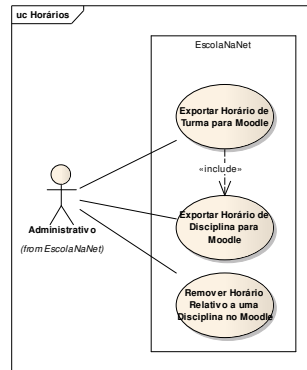 uc Horários
EscolaNaNet
Exportar Horário de
Turma para Moodle
«include»
Exportar Horário de
Disciplina para
Moodle
Administrativo
(from EscolaNaNet)
Remover Horário
Relativo a uma
Disciplina no Moodle